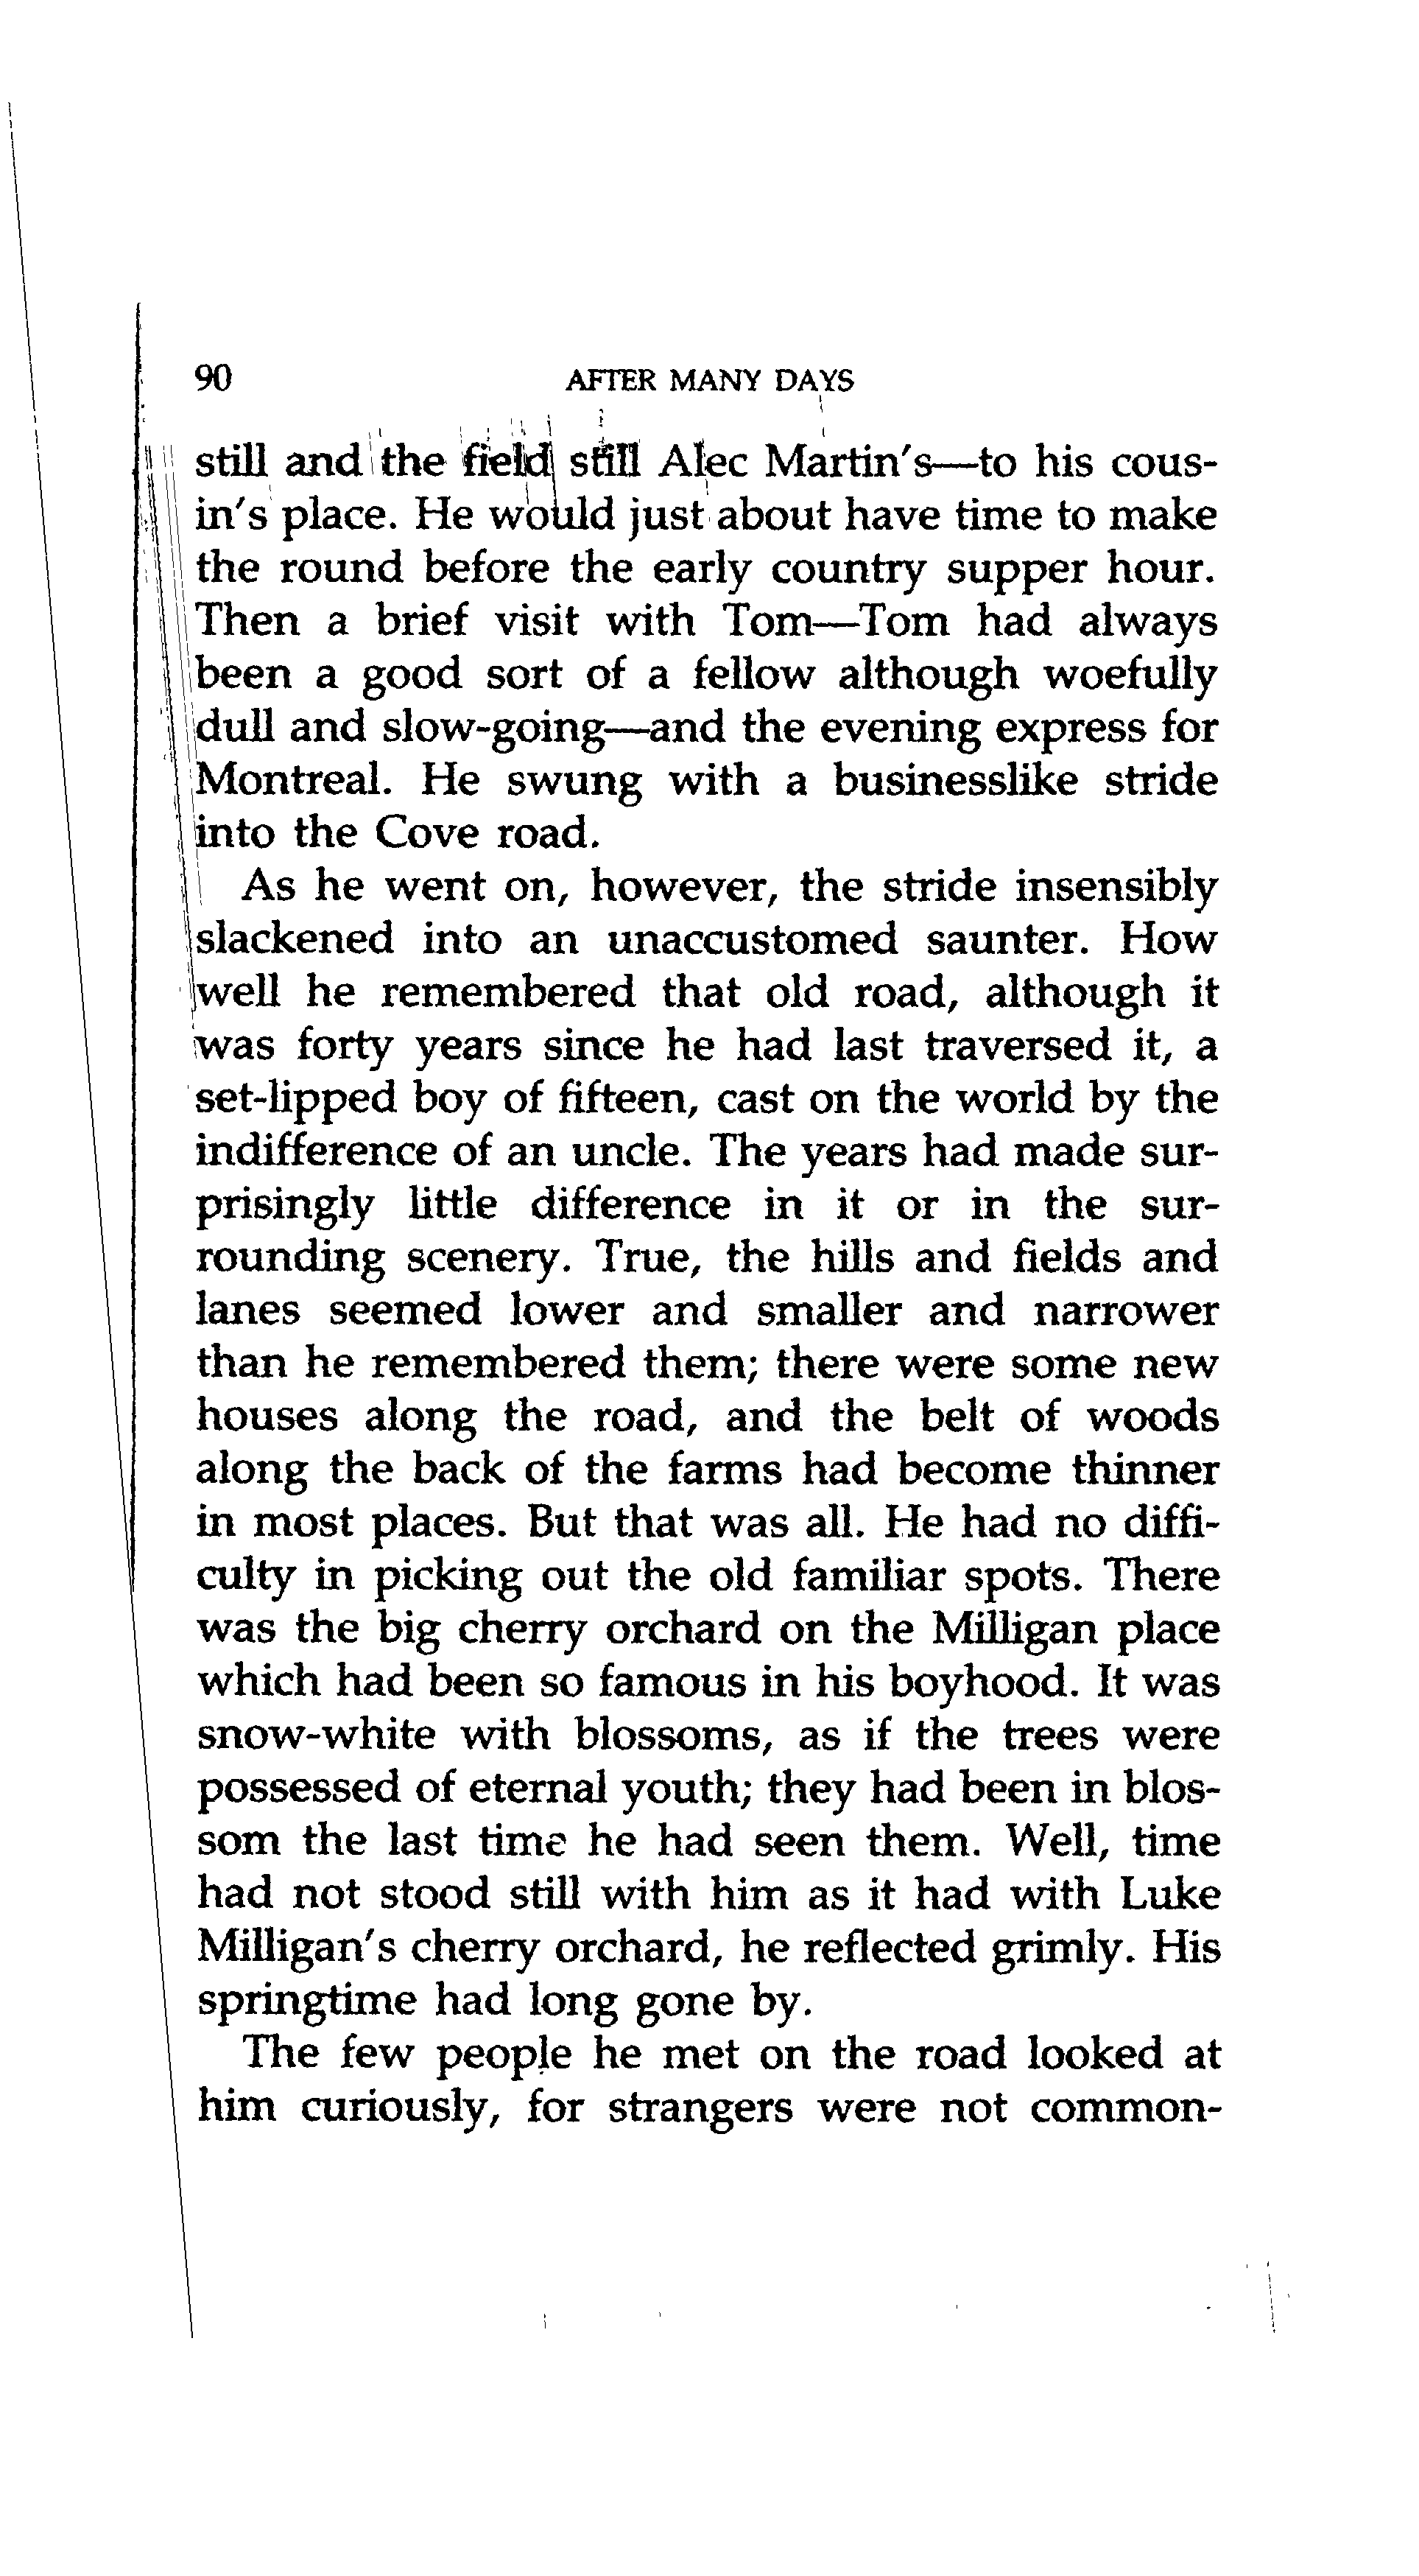 90 AFTER MANY DAYS
still and the field still Alec Martin's—to his cous-
in's place. He would just about have time to make
the round before the early country supper hour.
Then a brief visit with Tom—Tom had always
been a good sort of a fellow although woefully
dull and slow-going—and the evening express for
Montreal. He swung with a businesslike stride
into the Cove road.
As he went on, however, the stride insensibly
slackened into an unaccustomed saunter. How
well he remembered that old road, although it
was forty years since he had last traversed it, a
set-lipped boy of fifteen, cast on the world by the
indifference of an uncle. The years had made sur-
prisingly little difference in it or in the sur-
rounding scenery. True, the hills and fields and
lanes seemed lower and smaller and narrower
than he remembered them; there were some new
houses along the road, and the belt of woods
along the back of the farms had become thinner
in most places. But that was all. He had no diffi-
culty in picking out the old familiar spots. There
was the big cherry orchard on the Milligan place
which had been so famous in his boyhood. It was
snow-white with blossoms, as if the trees were
possessed of eternal youth; they had been in blos-
som the last time he had seen them. Well, time
had not stood still with him as it had with Luke
Milligan's cherry orchard, he reflected grimly. His
springtime had long gone by.
The few people he met on the road looked at
him curiously, for strangers were not common-